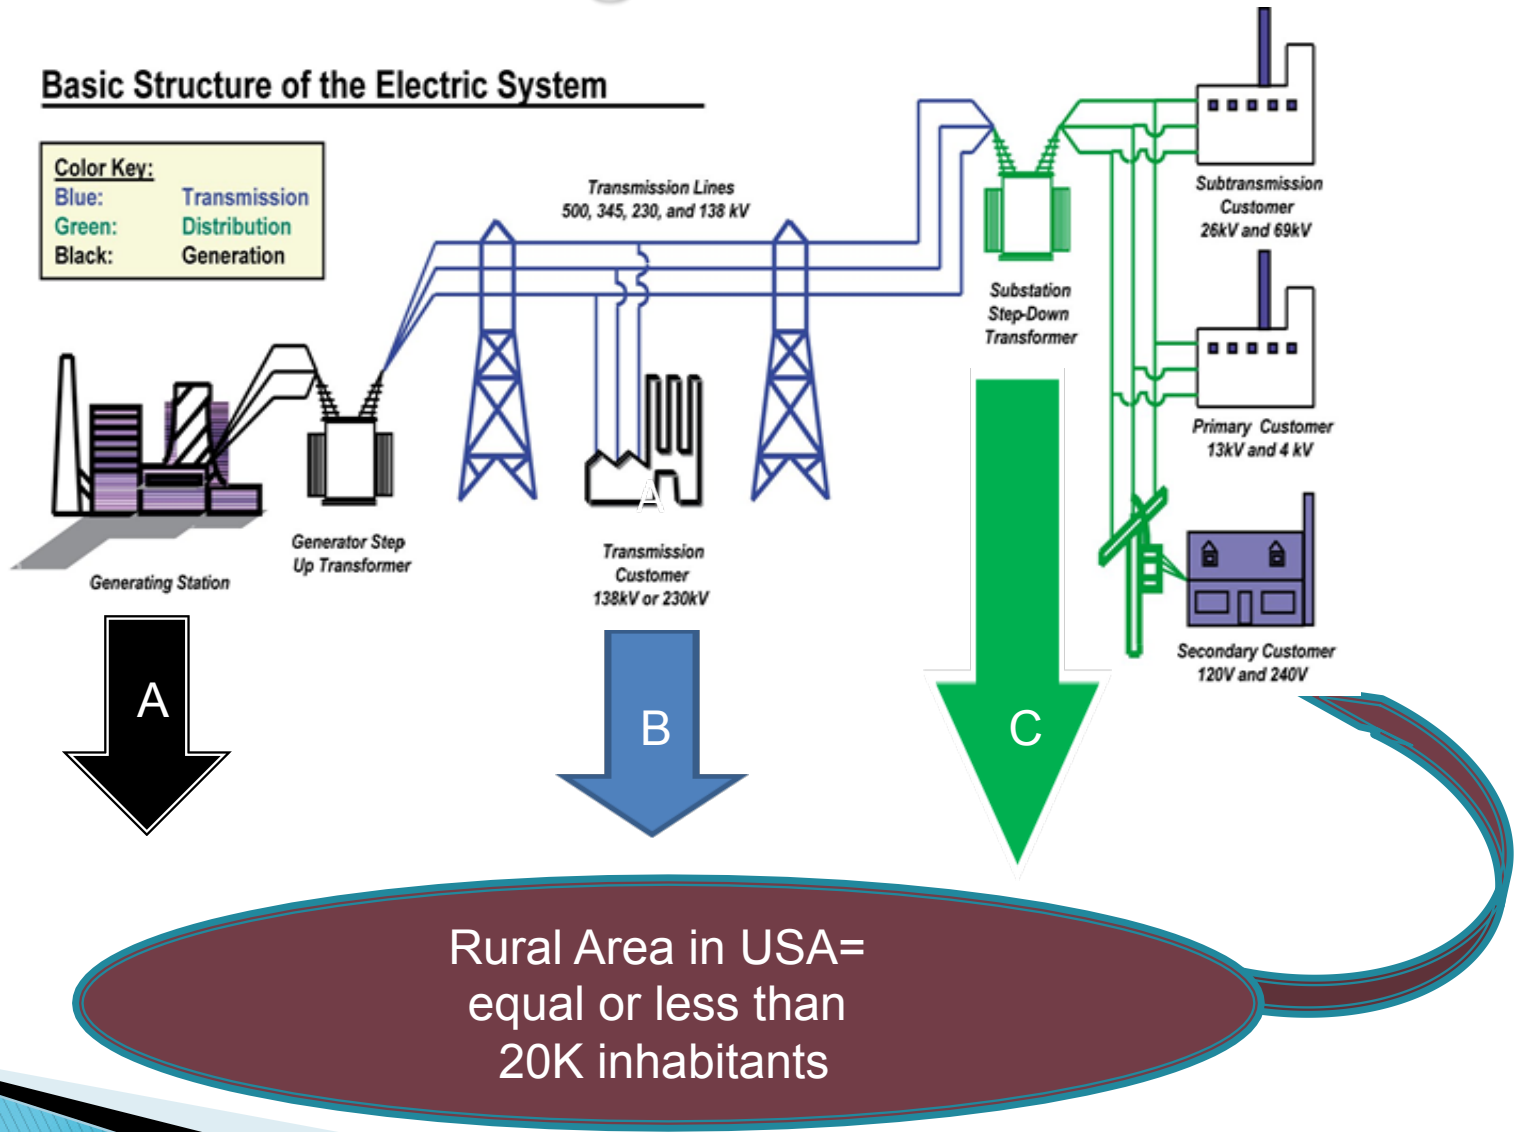 Basic Structure of the Electric System
Color Key:
Blue: Transmission
Green: Distribution
Black: Generation
Transmission Lines
500, 345, 230, and 138 kV
Subtransmission
Customer
26kV and 69kV
Substation
Step-Down
Transformer
Primary Customer
13kV and 4 kV
Generator Step
Up Transformer
Generating Station
A
Transmission
Customer
138kV or 230kV
Secondary Customer
120V and 240V
A
B
C
Rural Area in USA=
equal or less than
20K inhabitants